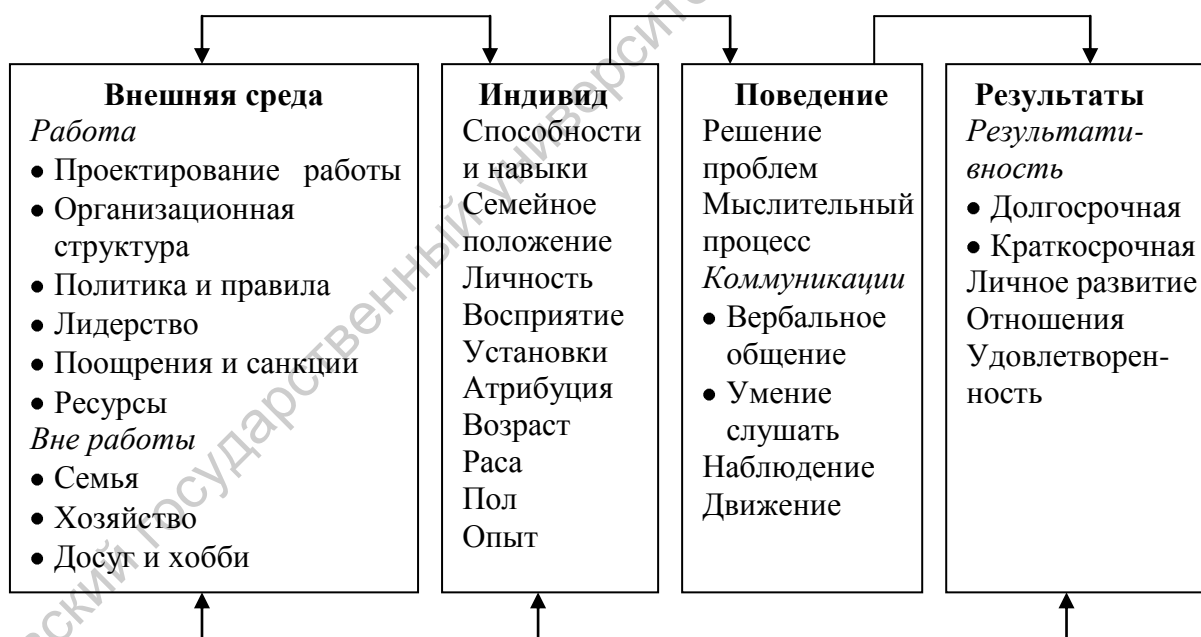 Внешняя среда
Работа
• Проектирование работы
• Организационная
структура
• Политика и правила
• Лидерство
• Поощрения и санкции
• Ресурсы
Вне работы
• Семья
• Хозяйство
• Досуг и хобби
Индивид
Способности
и навыки
Семейное
положение
Личность
Восприятие
Установки
Атрибуция
Возраст
Раса
Пол
Опыт
Поведение
Решение
проблем
Мыслительный
процесс
Коммуникации
• Вербальное
общение
• Умение
слушать
Наблюдение
Движение
Результаты
Результати-
вность
• Долгосрочная
• Краткосрочная
Личное развитие
Отношения
Удовлетворен-
ность
государственный